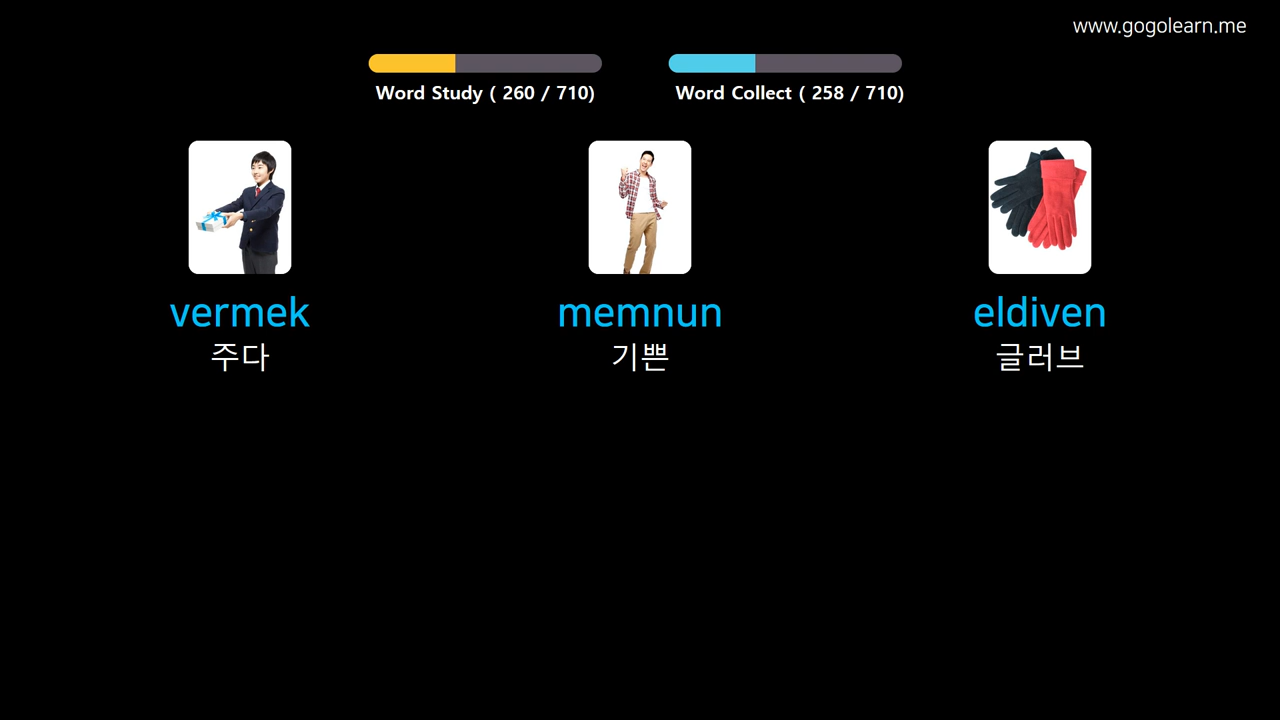 www.gogolearn.me
Word Study ( 260 / 710)
Word Collect ( 258 / 710)
vermek
주다
memnun
기쁜
eldiven
글러브